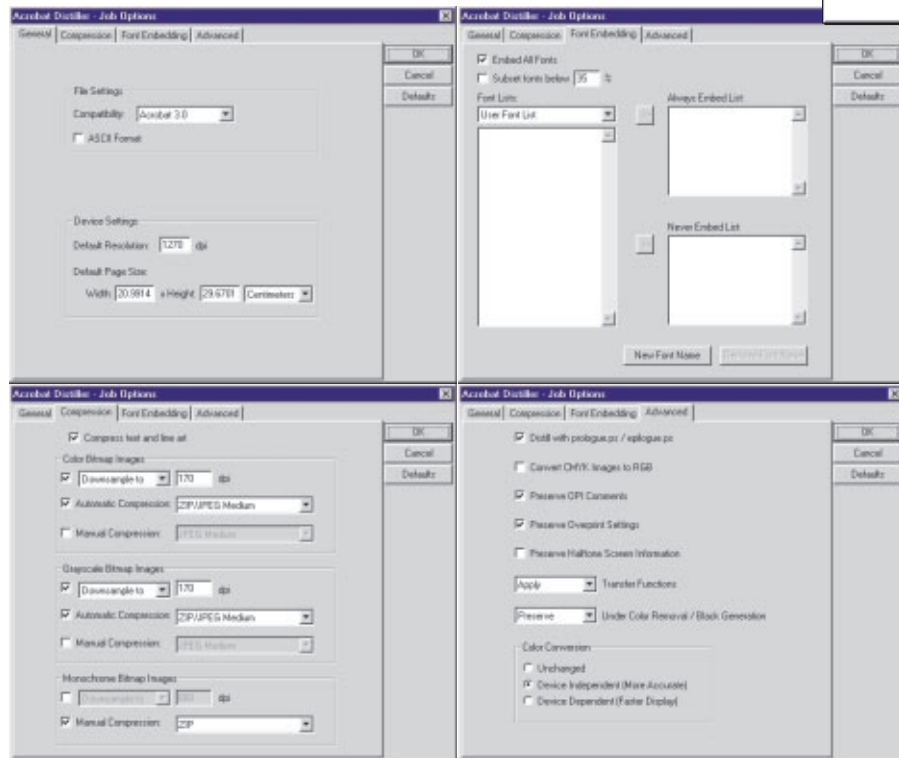 Acrobat Distiller - Job Options
General Compression Font Embedding Advanced
OK
Cancel
Defaults
File Settings
Compatibility: Acrobat 3.0
ASCII Format
Device Settings
Default Resolution: 1270 dpi
Default Page Size:
Width: 20.9914 x Height: 29.6701 Centimeters
Acrobat Distiller - Job Options
General Compression Font Embedding Advanced
OK
Cancel
Defaults
Embed All Fonts
Subset fonts below 35 %
Font Lists:
User Font List
Always Embed List
Never Embed List
New Font Name Remove Font Name
Acrobat Distiller - Job Options
General Compression Font Embedding Advanced
OK
Cancel
Defaults
Compress text and line art
Color Bitmap Images
Downsample to 170 dpi
Automatic Compression: ZIP/JPEG Medium
Manual Compression: JPEG Medium
Grayscale Bitmap Images
Downsample to 170 dpi
Automatic Compression: ZIP/JPEG Medium
Manual Compression: JPEG Medium
Monochrome Bitmap Images
Downsample to dpi
Manual Compression: ZIP
Acrobat Distiller - Job Options
General Compression Font Embedding Advanced
OK
Cancel
Defaults
Distill with prologue.ps / epilogue.ps
Convert CMYK Images to RGB
Preserve OPI Comments
Preserve Overprint Settings
Preserve Halftone Screen Information
Apply Transfer Functions
Preserve Under Color Removal / Black Generation
Color Conversion
Unchanged
Device Independent (More Accurate)
Device Dependent (Faster Display)